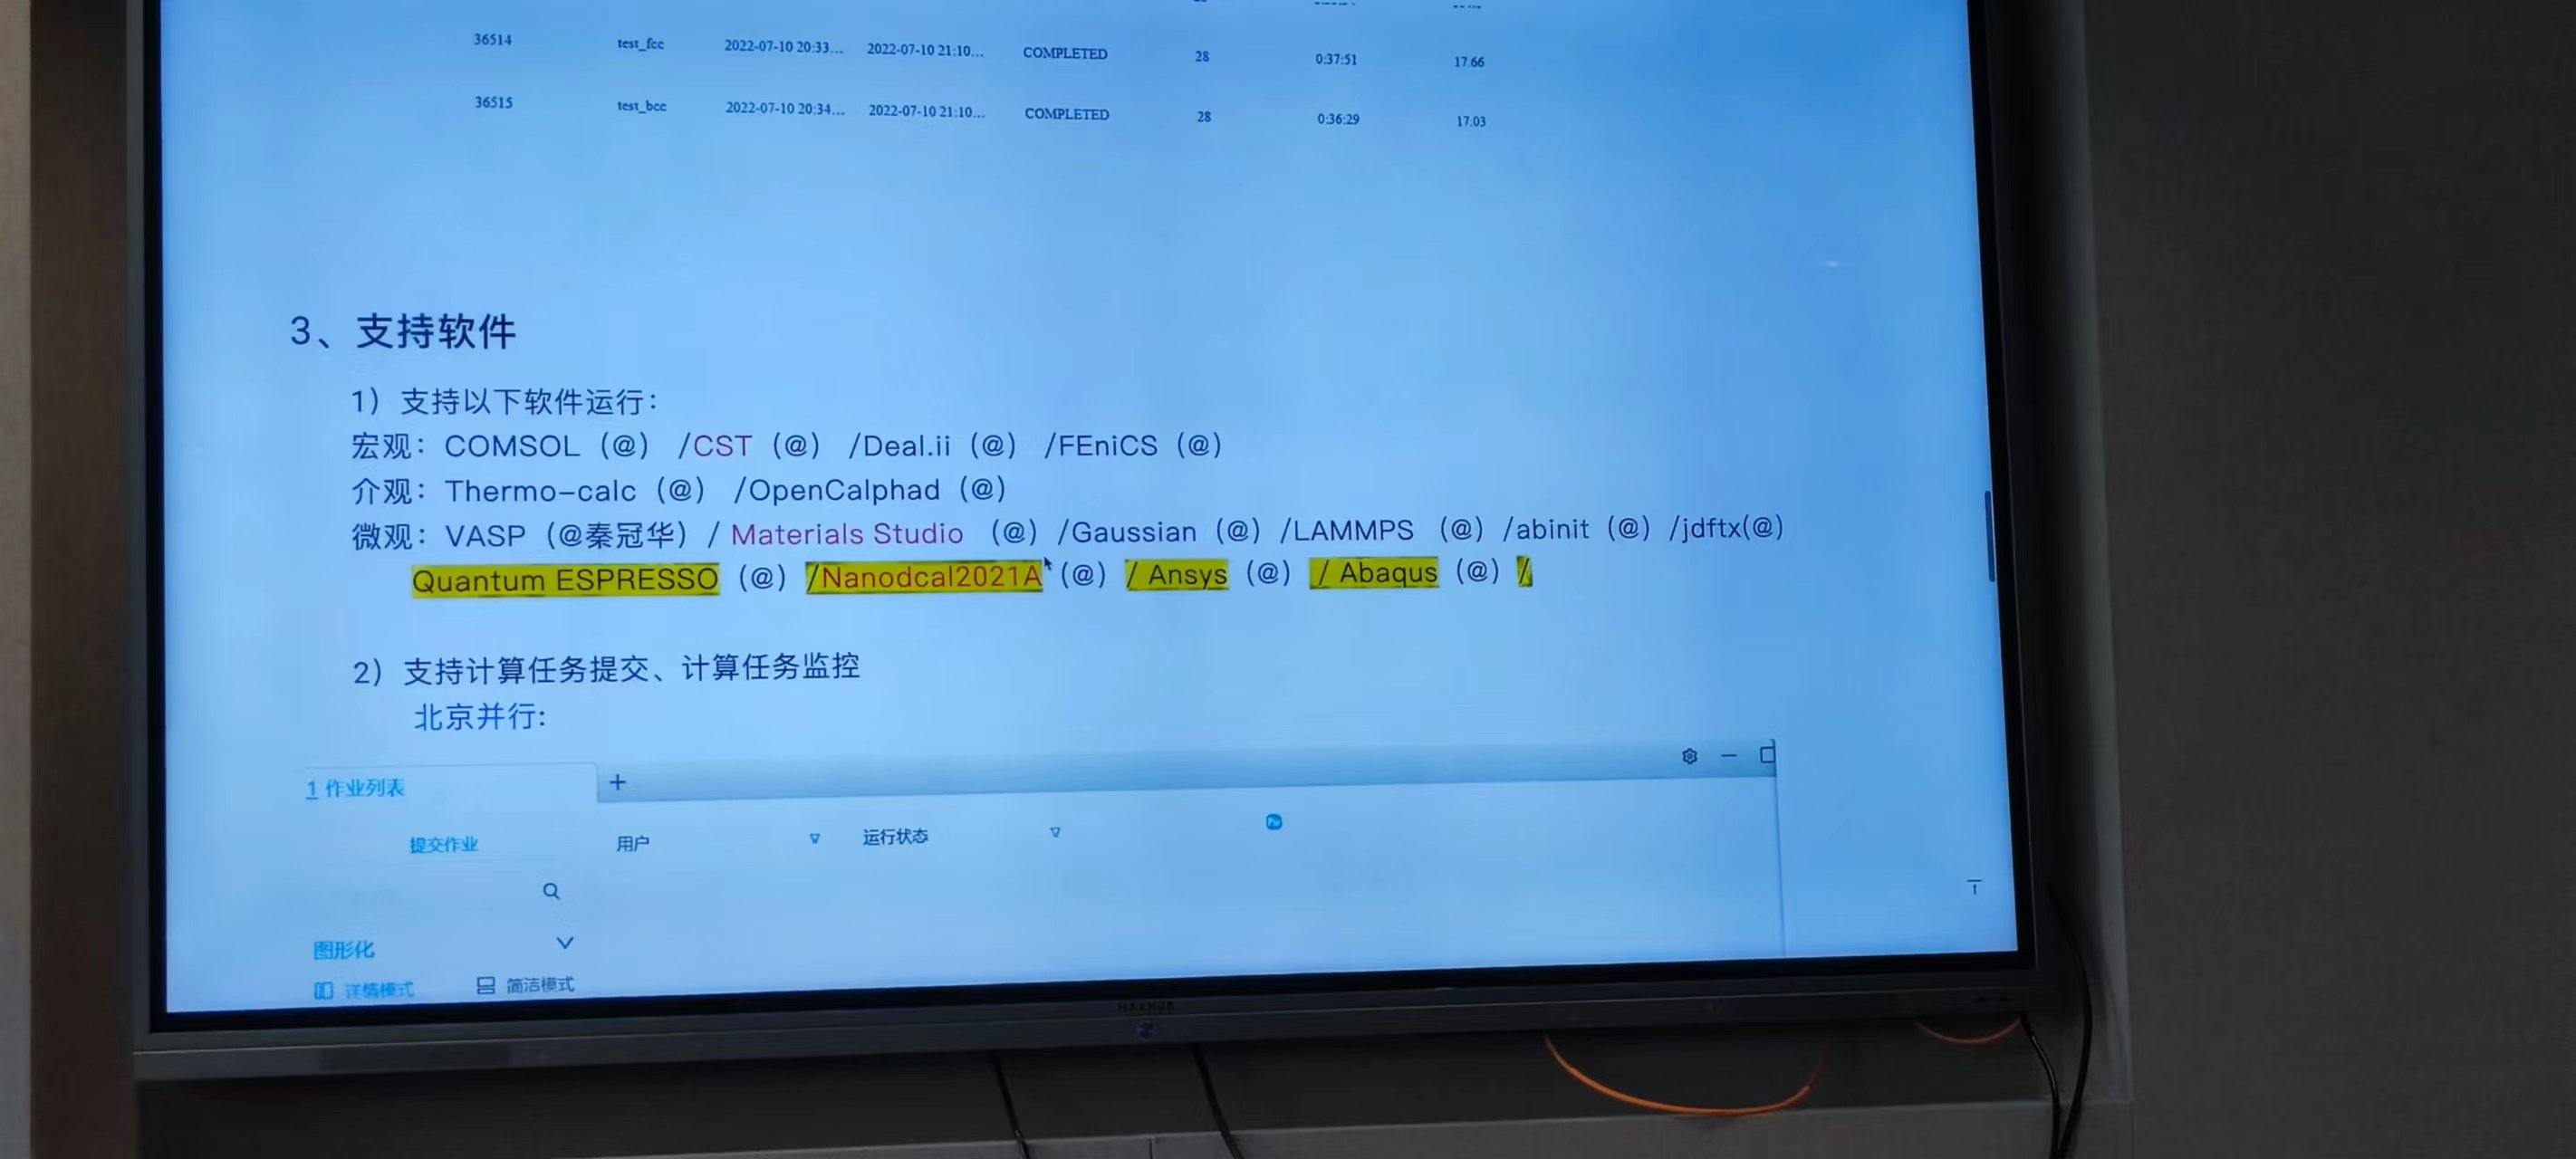 36514 test_fcc 2022-07-10 20:33... 2022-07-10 21:10... COMPLETED 28 0:37:51 17.66
36515 test_bcc 2022-07-10 20:34... 2022-07-10 21:10... COMPLETED 28 0:36:29 17.03
3、支持软件
1）支持以下软件运行：
宏观：COMSOL（@） /CST（@） /Deal.ii（@） /FEniCS（@）
介观：Thermo-calc（@） /OpenCalphad（@）
微观：VASP（@秦冠华）/ Materials Studio （@）/Gaussian（@）/LAMMPS （@）/abinit（@）/jdftx(@)
Quantum ESPRESSO（@） /Nanodcal2021A（@） / Ansys（@） / Abaqus（@） /
2）支持计算任务提交、计算任务监控
北京并行:
1 作业列表 +
提交作业 用户 运行状态
图形化
详情模式 简洁模式